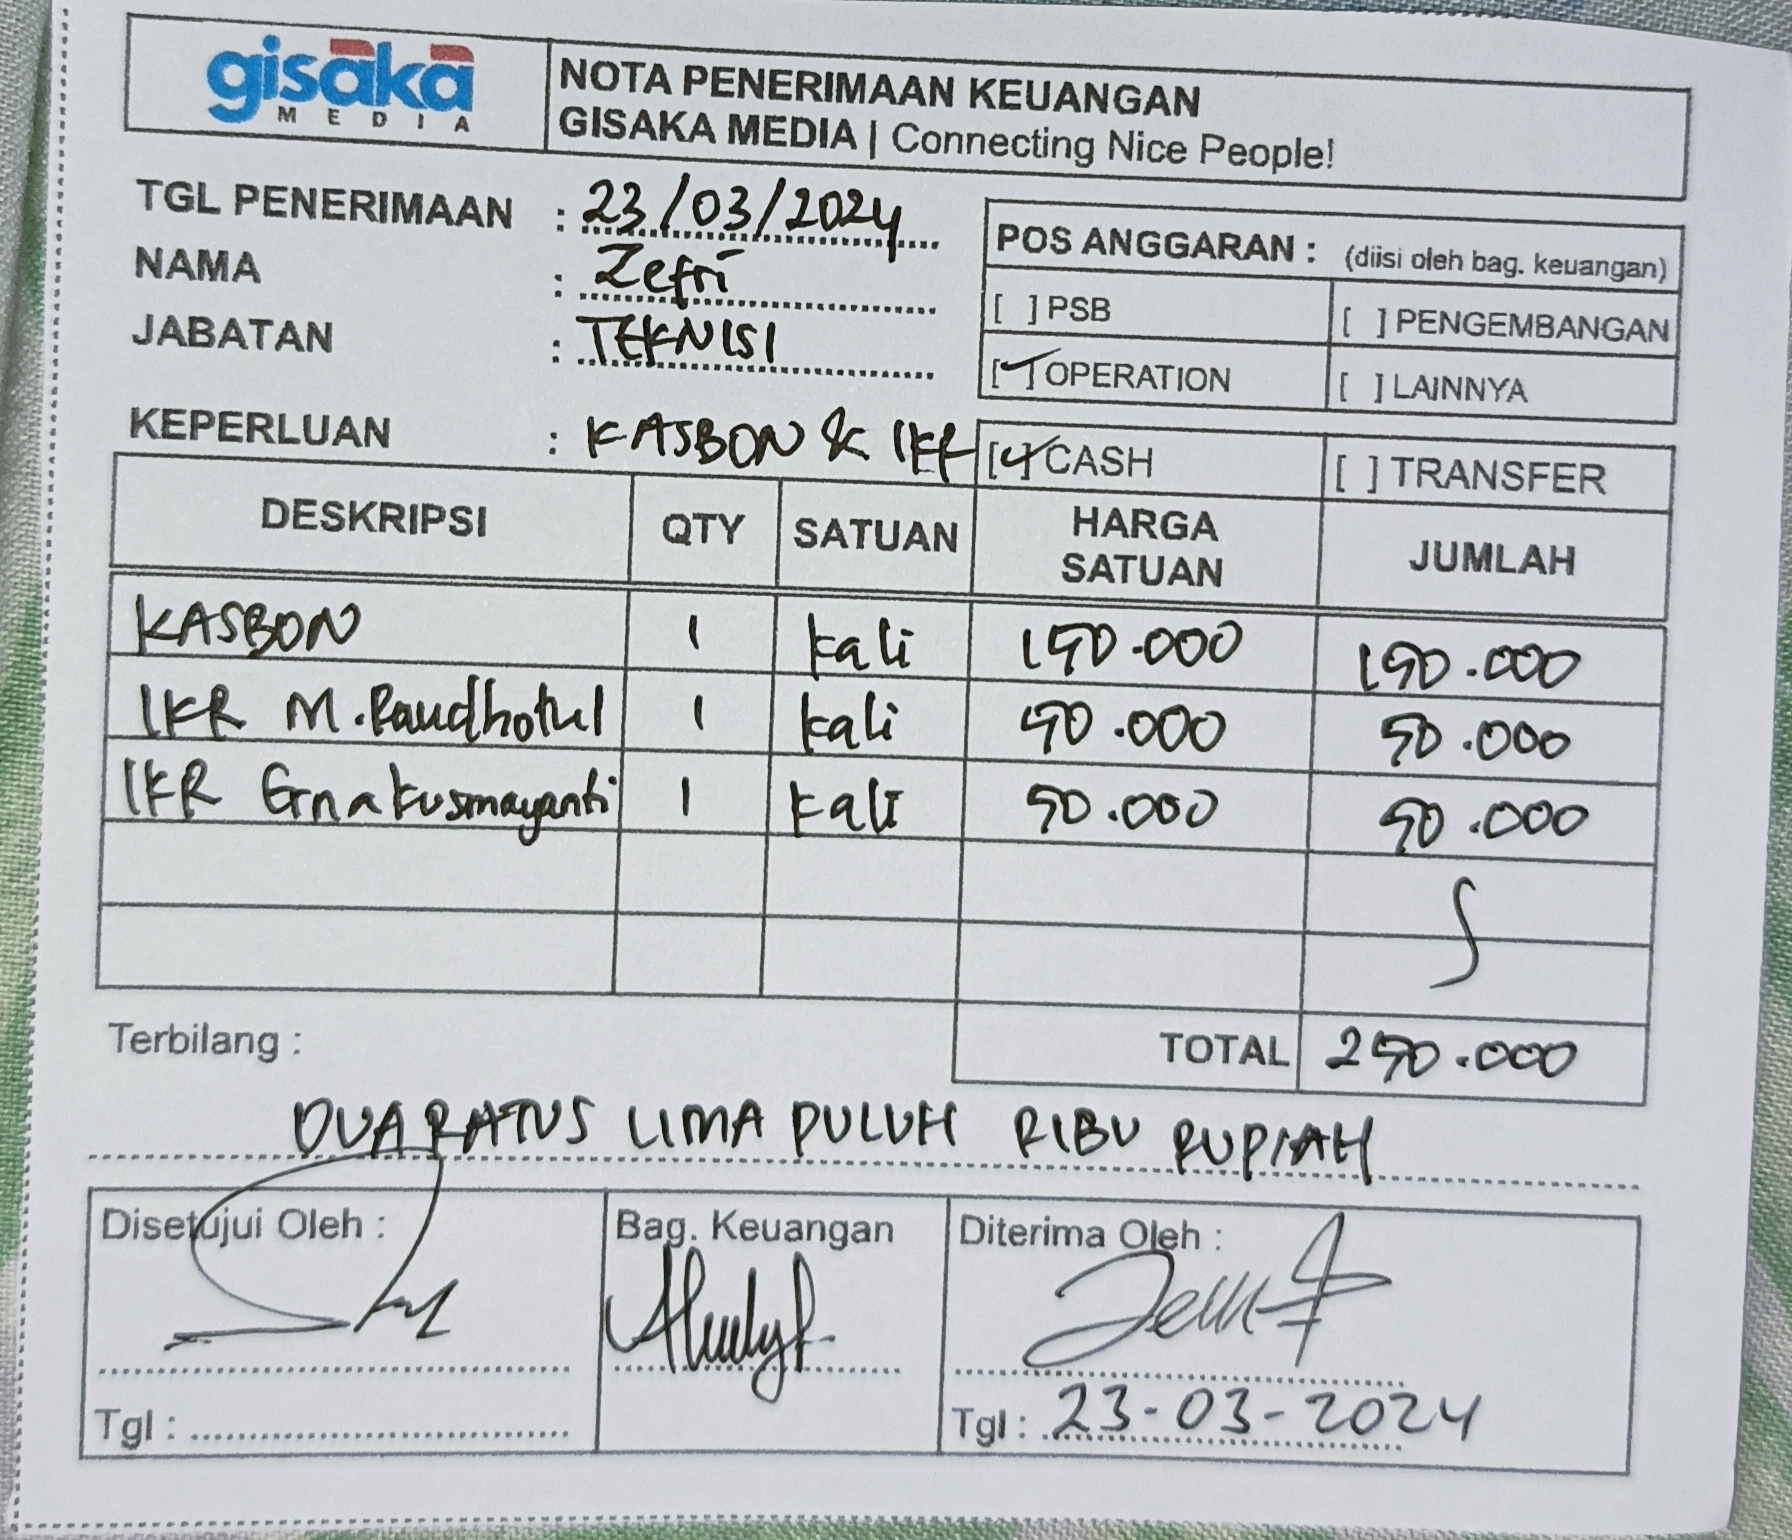 gisaka
MEDIA
NOTA PENERIMAAN KEUANGAN
GISAKA MEDIA | Connecting Nice People!
TGL PENERIMAAN : 23/03/2024
NAMA : Zefri
JABATAN : TEKNISI
POS ANGGARAN : (diisi oleh bag. keuangan)
[ ] PSB [ ] PENGEMBANGAN
[✓] OPERATION [ ] LAINNYA
KEPERLUAN : KASBON & IKR [✓] CASH [ ] TRANSFER
DESKRIPSI QTY SATUAN HARGA SATUAN JUMLAH
KASBON 1 kali 150.000 150.000
IKR M. Raudhotul 1 kali 50.000 50.000
IKR Erna Kusmayanti 1 kali 50.000 50.000
TOTAL 250.000
Terbilang :
DUA RATUS LIMA PULUH RIBU RUPIAH
Disetujui Oleh : Bag. Keuangan Diterima Oleh :
Tgl : Tgl : 23-03-2024